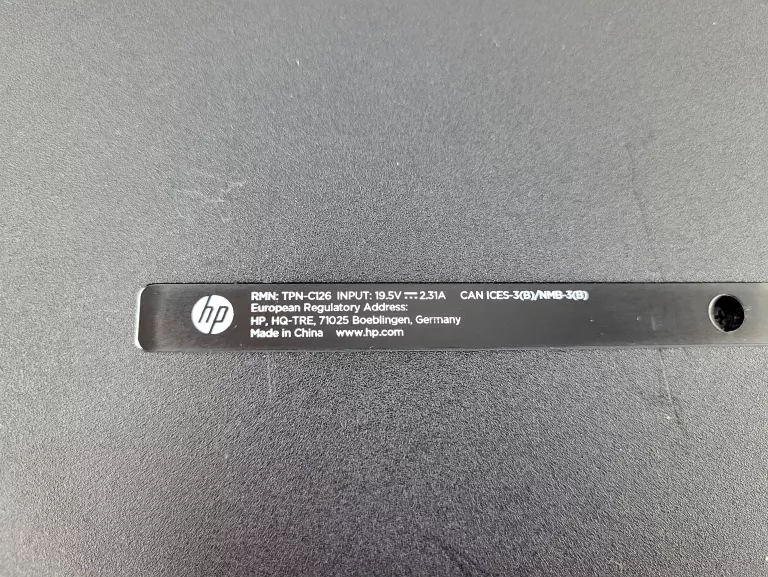 hp
RMN: TPN-C126 INPUT: 19.5V⎓2.31A CAN ICES-3(B)/NMB-3(B)
European Regulatory Address:
HP, HQ-TRE, 71025 Boeblingen, Germany
Made in China www.hp.com